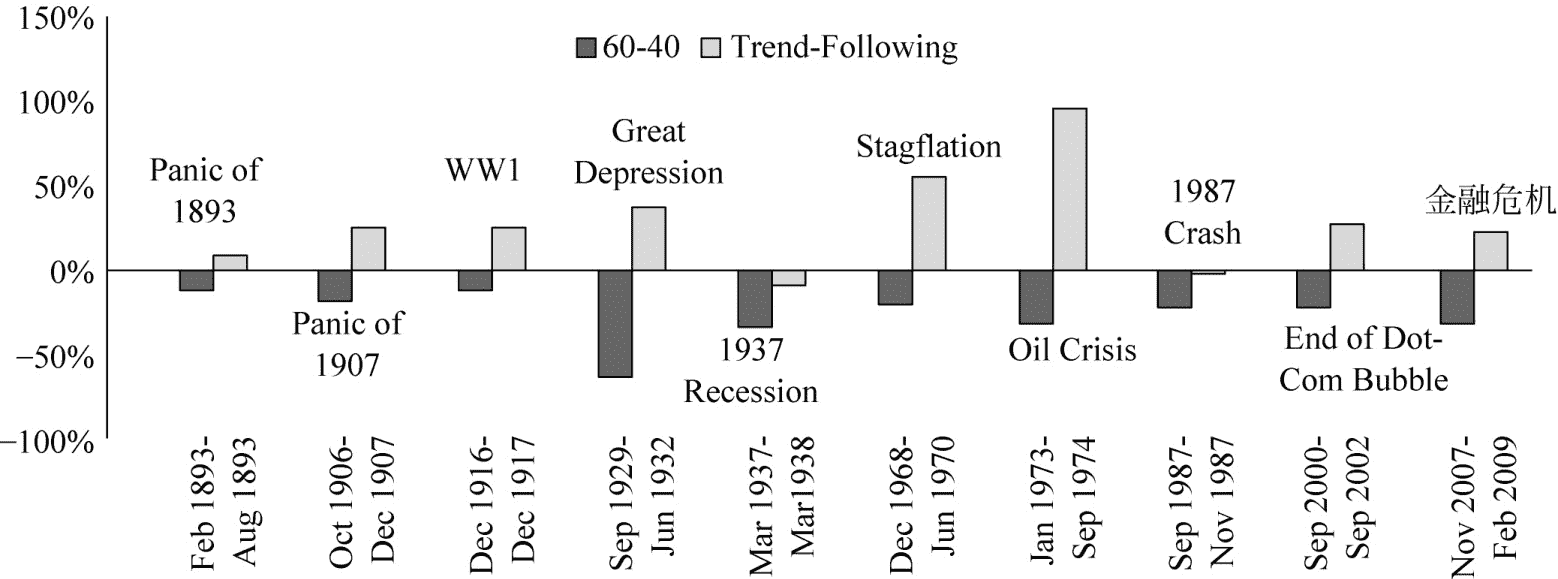 150%
100%
50%
0%
–50%
–100%
60-40
Trend-Following
Panic of
1893
Panic of
1907
WW1
Great
Depression
1937
Recession
Stagflation
Oil Crisis
1987
Crash
End of Dot-
Com Bubble
金融危机
Feb 1893-
Aug 1893
Oct 1906-
Dec 1907
Dec 1916-
Dec 1917
Sep 1929-
Jun 1932
Mar 1937-
Mar1938
Dec 1968-
Jun 1970
Jan 1973-
Sep 1974
Sep 1987-
Nov 1987
Sep 2000-
Sep 2002
Nov 2007-
Feb 2009